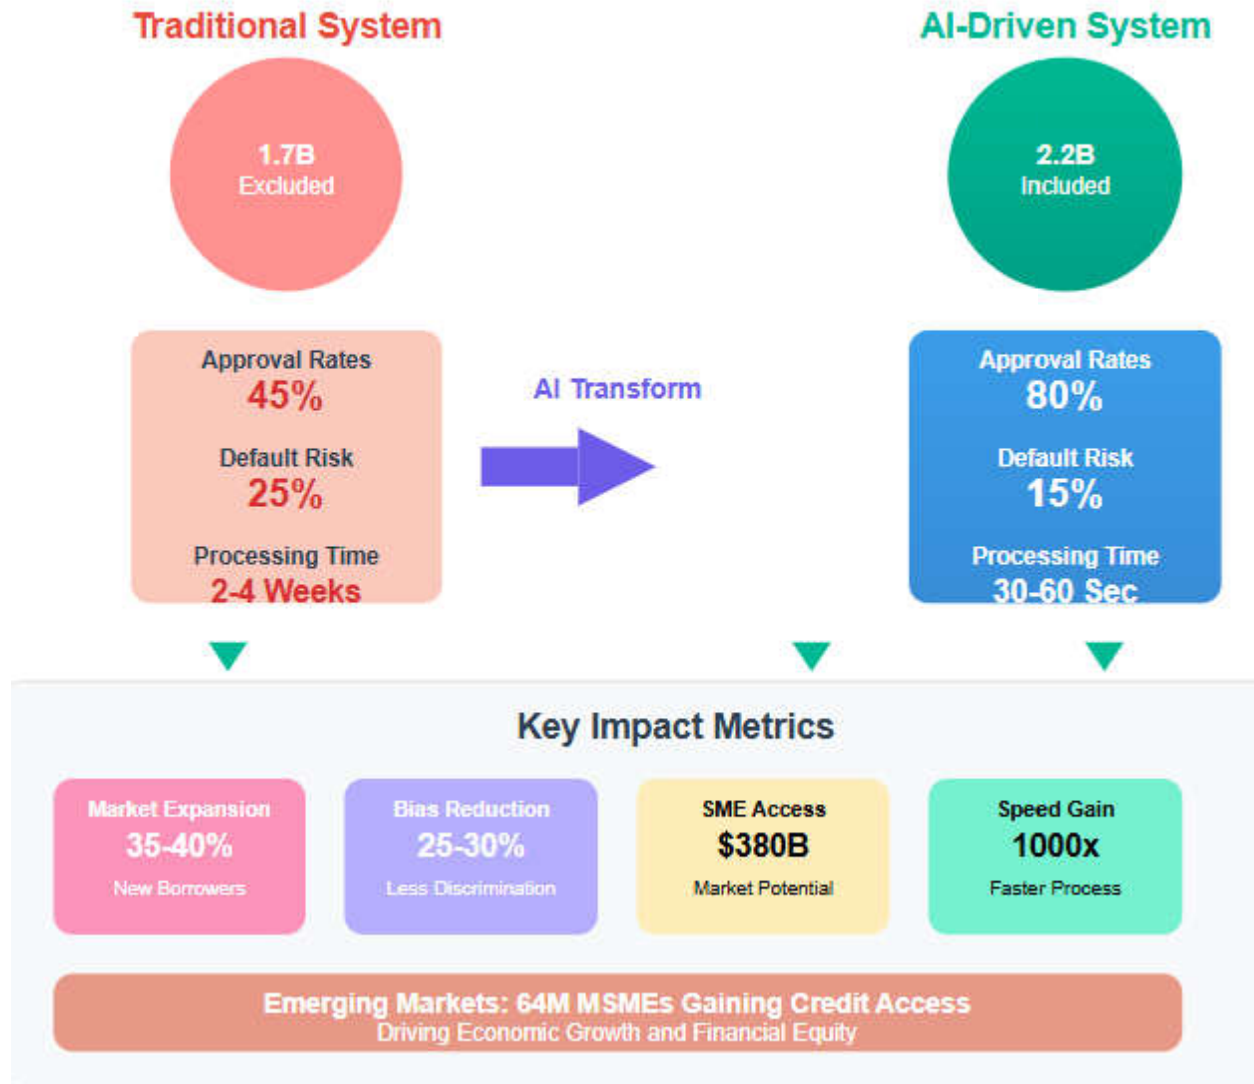 Traditional System
AI-Driven System
1.7B
Excluded
2.2B
Included
Approval Rates
45%
Default Risk
25%
Processing Time
2-4 Weeks
AI Transform
Approval Rates
80%
Default Risk
15%
Processing Time
30-60 Sec
Key Impact Metrics
Market Expansion
35-40%
New Borrowers
Bias Reduction
25-30%
Less Discrimination
SME Access
$380B
Market Potential
Speed Gain
1000x
Faster Process
Emerging Markets: 64M MSMEs Gaining Credit Access
Driving Economic Growth and Financial Equity